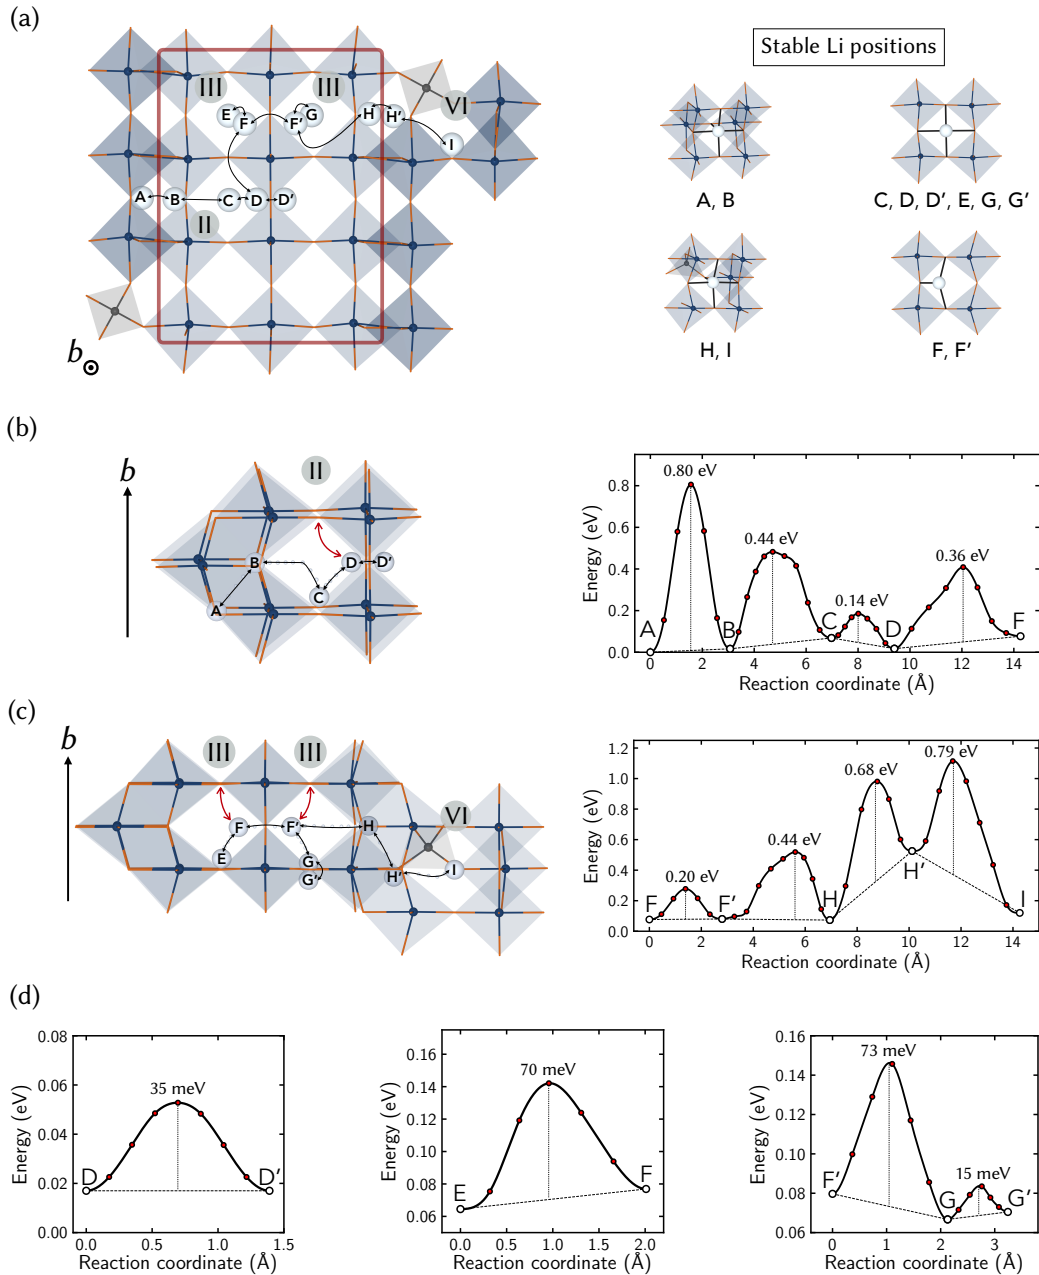 (a)
Stable Li positions
III
III
VI
E
F
F'
G
H
H'
I
A
B
C
D
D'
II
b
A, B
C, D, D', E, G, G'
H, I
F, F'
(b)
b
II
B
D
D'
C
A
Energy (eV)
0.8
0.6
0.4
0.2
0.0
0.80 eV
0.44 eV
0.14 eV
0.36 eV
A
B
C
D
F
0 2 4 6 8 10 12 14
Reaction coordinate (Å)
(c)
b
III
III
VI
F
F'
H
E
G
G'
H'
I
Energy (eV)
1.2
1.0
0.8
0.6
0.4
0.2
0.0
0.20 eV
0.44 eV
0.68 eV
0.79 eV
F
F'
H
H'
I
0 2 4 6 8 10 12 14
Reaction coordinate (Å)
(d)
Energy (eV)
0.08
0.06
0.04
0.02
0.00
35 meV
D
D'
0.0 0.5 1.0 1.5
Reaction coordinate (Å)
Energy (eV)
0.16
0.14
0.12
0.10
0.08
0.06
70 meV
E
F
0.0 0.5 1.0 1.5 2.0
Reaction coordinate (Å)
Energy (eV)
0.16
0.14
0.12
0.10
0.08
0.06
73 meV
15 meV
F'
G
G'
0 1 2 3
Reaction coordinate (Å)